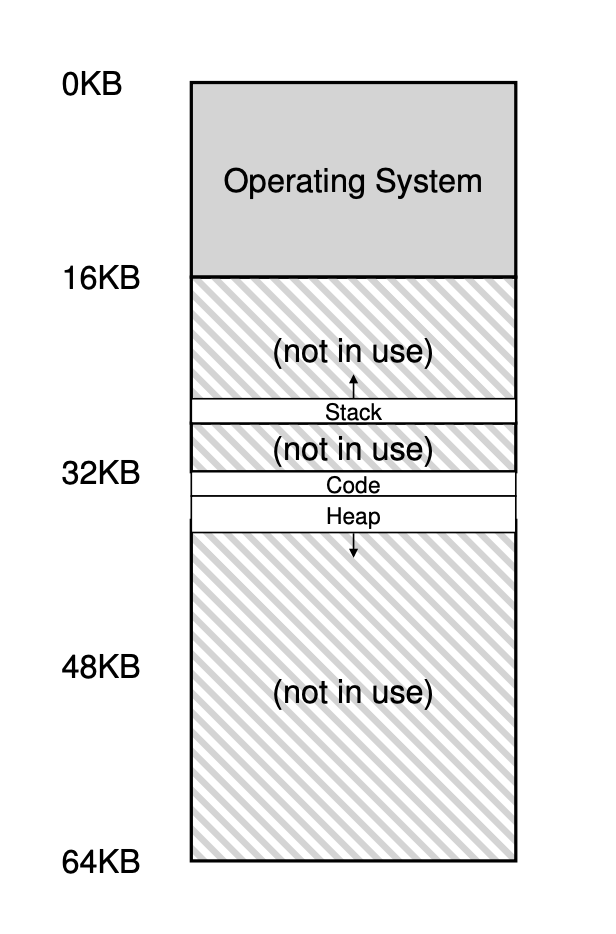 0KB
Operating System
16KB
(not in use)
Stack
(not in use)
32KB
Code
Heap
48KB
(not in use)
64KB